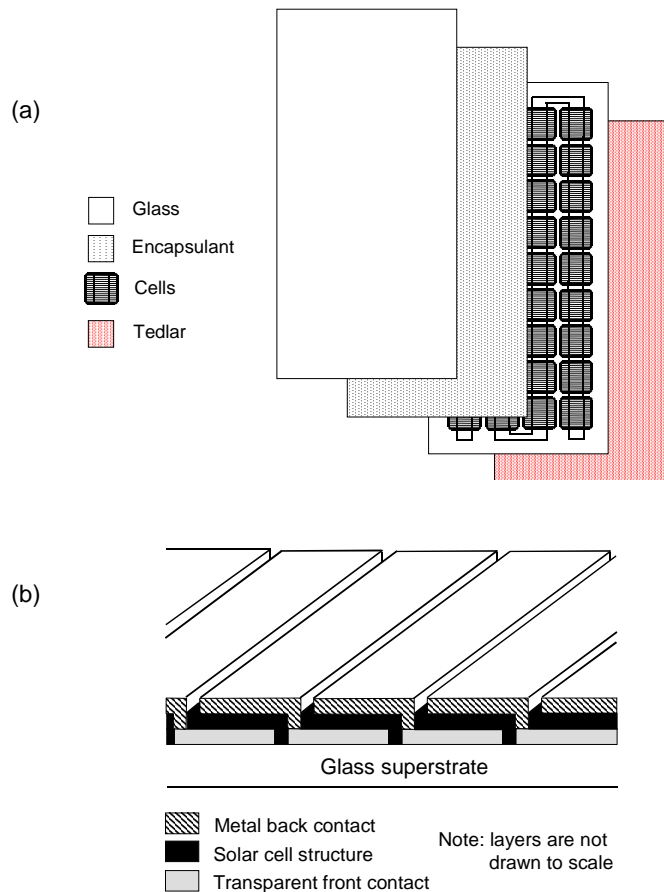 (a)
Glass
Encapsulant
Cells
Tedlar
(b)
Glass superstrate
Metal back contact
Solar cell structure
Transparent front contact
Note: layers are not
drawn to scale